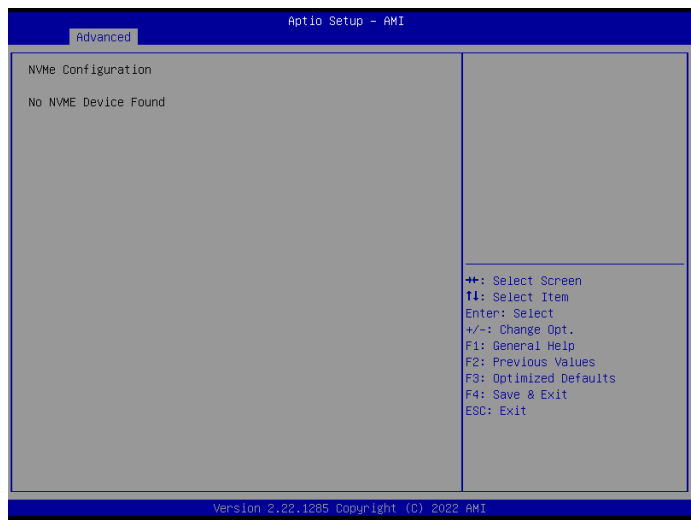 Aptio Setup – AMI
Advanced
NVMe Configuration
No NVME Device Found
→←: Select Screen
↑↓: Select Item
Enter: Select
+/-: Change Opt.
F1: General Help
F2: Previous Values
F3: Optimized Defaults
F4: Save & Exit
ESC: Exit
Version 2.22.1285 Copyright (C) 2022 AMI